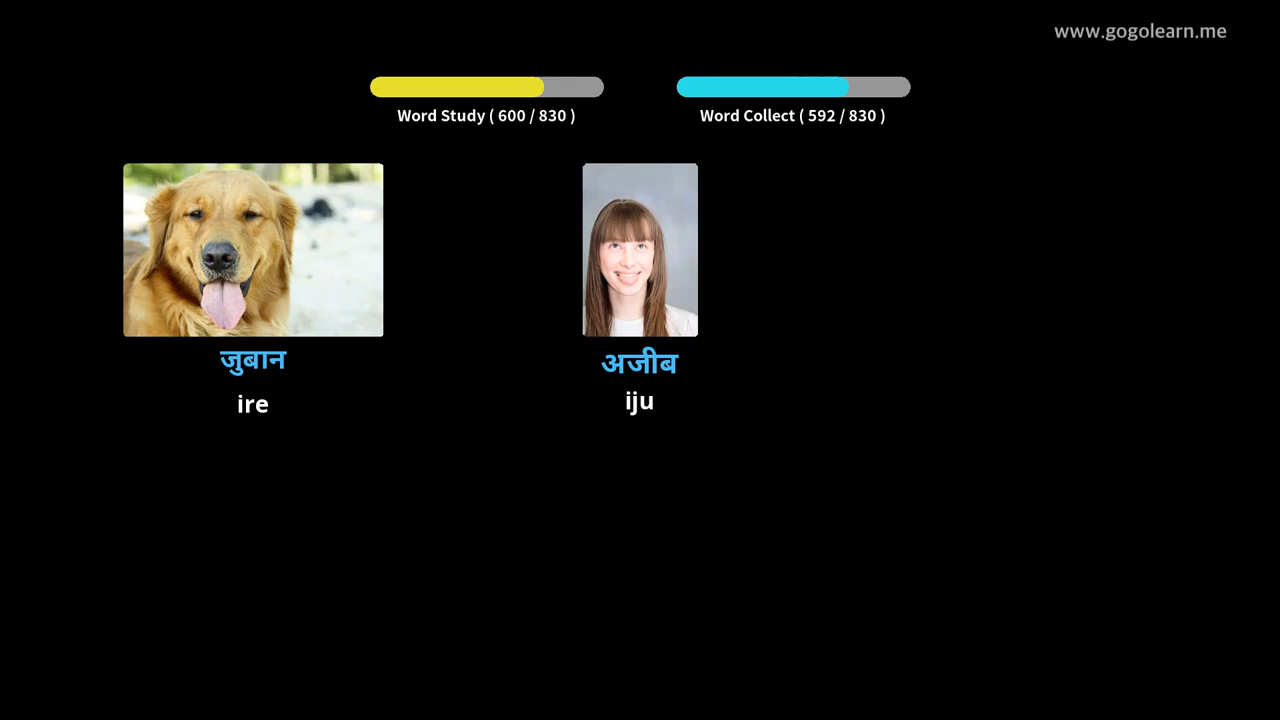 www.gogolearn.me
Word Study ( 600 / 830 )
Word Collect ( 592 / 830 )
जुबान
ire
अजीब
iju